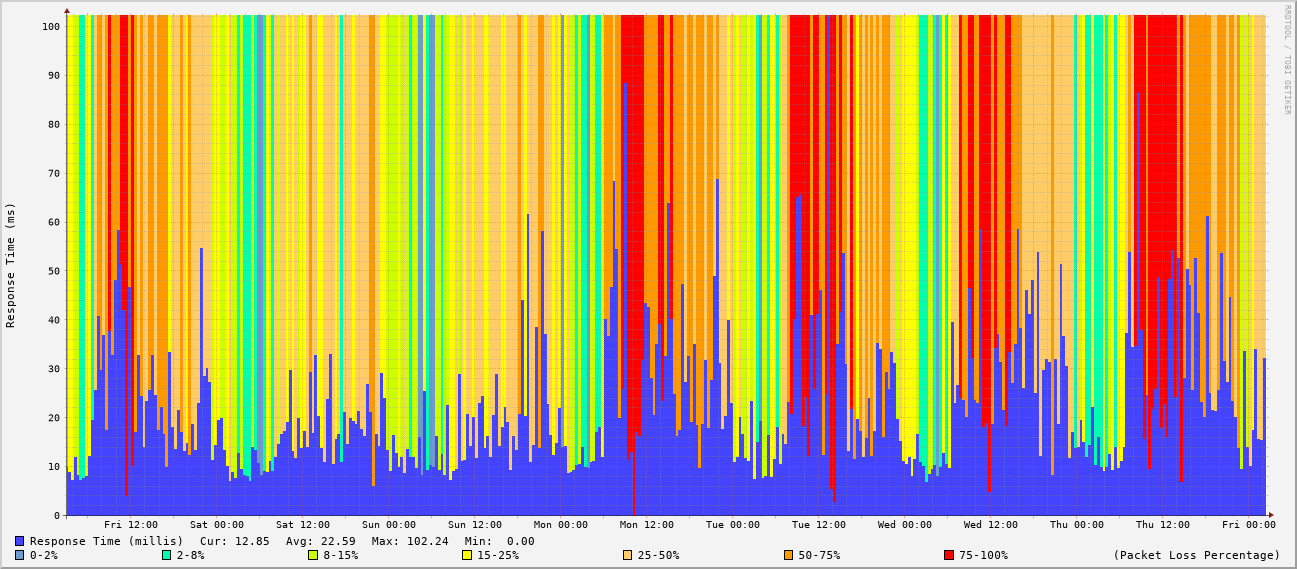 RRDTOOL / TOBI OETIKER
Response Time (ms)
100
90
80
70
60
50
40
30
20
10
0
Fri 12:00 Sat 00:00 Sat 12:00 Sun 00:00 Sun 12:00 Mon 00:00 Mon 12:00 Tue 00:00 Tue 12:00 Wed 00:00 Wed 12:00 Thu 00:00 Thu 12:00 Fri 00:00
Response Time (millis) Cur: 12.85 Avg: 22.59 Max: 102.24 Min: 0.00
0-2% 2-8% 8-15% 15-25% 25-50% 50-75% 75-100% (Packet Loss Percentage)